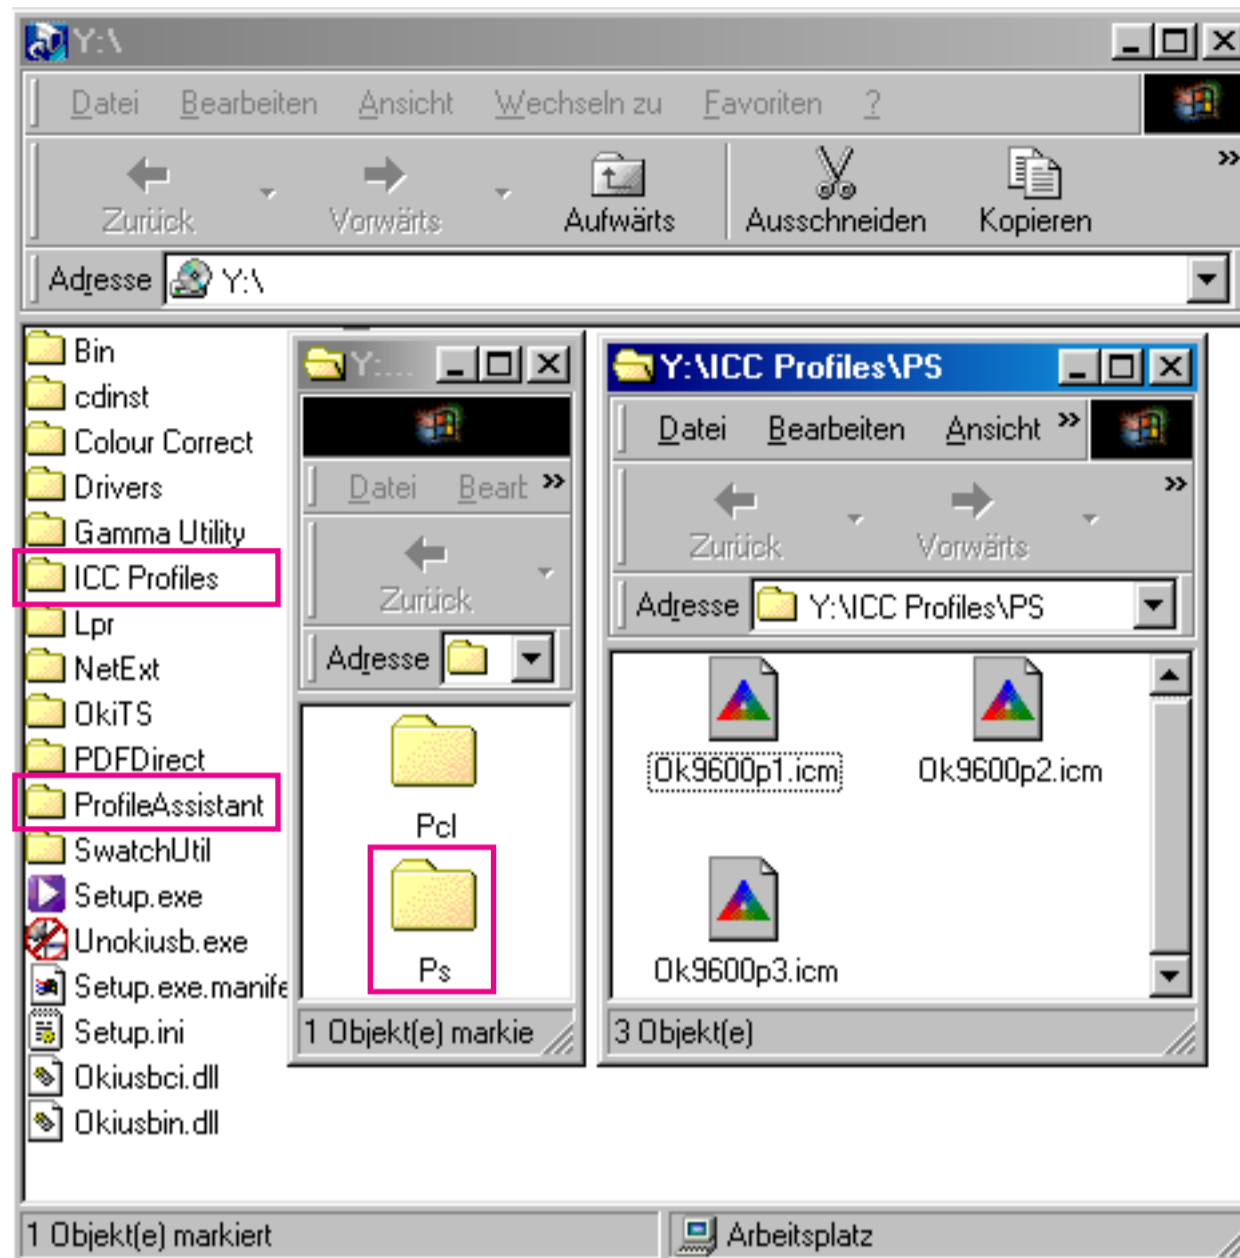 Y:\
Datei Bearbeiten Ansicht Wechseln zu Favoriten ?
»
Zurück Vorwärts Aufwärts Ausschneiden Kopieren
Adresse Y:\
Bin
cdinst
Colour Correct
Drivers
Gamma Utility
ICC Profiles
Lpr
NetExt
OkiTS
PDFDirect
ProfileAssistant
SwatchUtil
Setup.exe
Unokiusb.exe
Setup.exe.manife
Setup.ini
Okiusbci.dll
Okiusbin.dll
Y:...
Datei Bearb »
Zurück
Adresse
Pcl
Ps
1 Objekt(e) markie
Y:\ICC Profiles\PS
Datei Bearbeiten Ansicht »
»
Zurück Vorwärts
Adresse Y:\ICC Profiles\PS
Ok9600p1.icm Ok9600p2.icm
Ok9600p3.icm
3 Objekt(e)
1 Objekt(e) markiert Arbeitsplatz